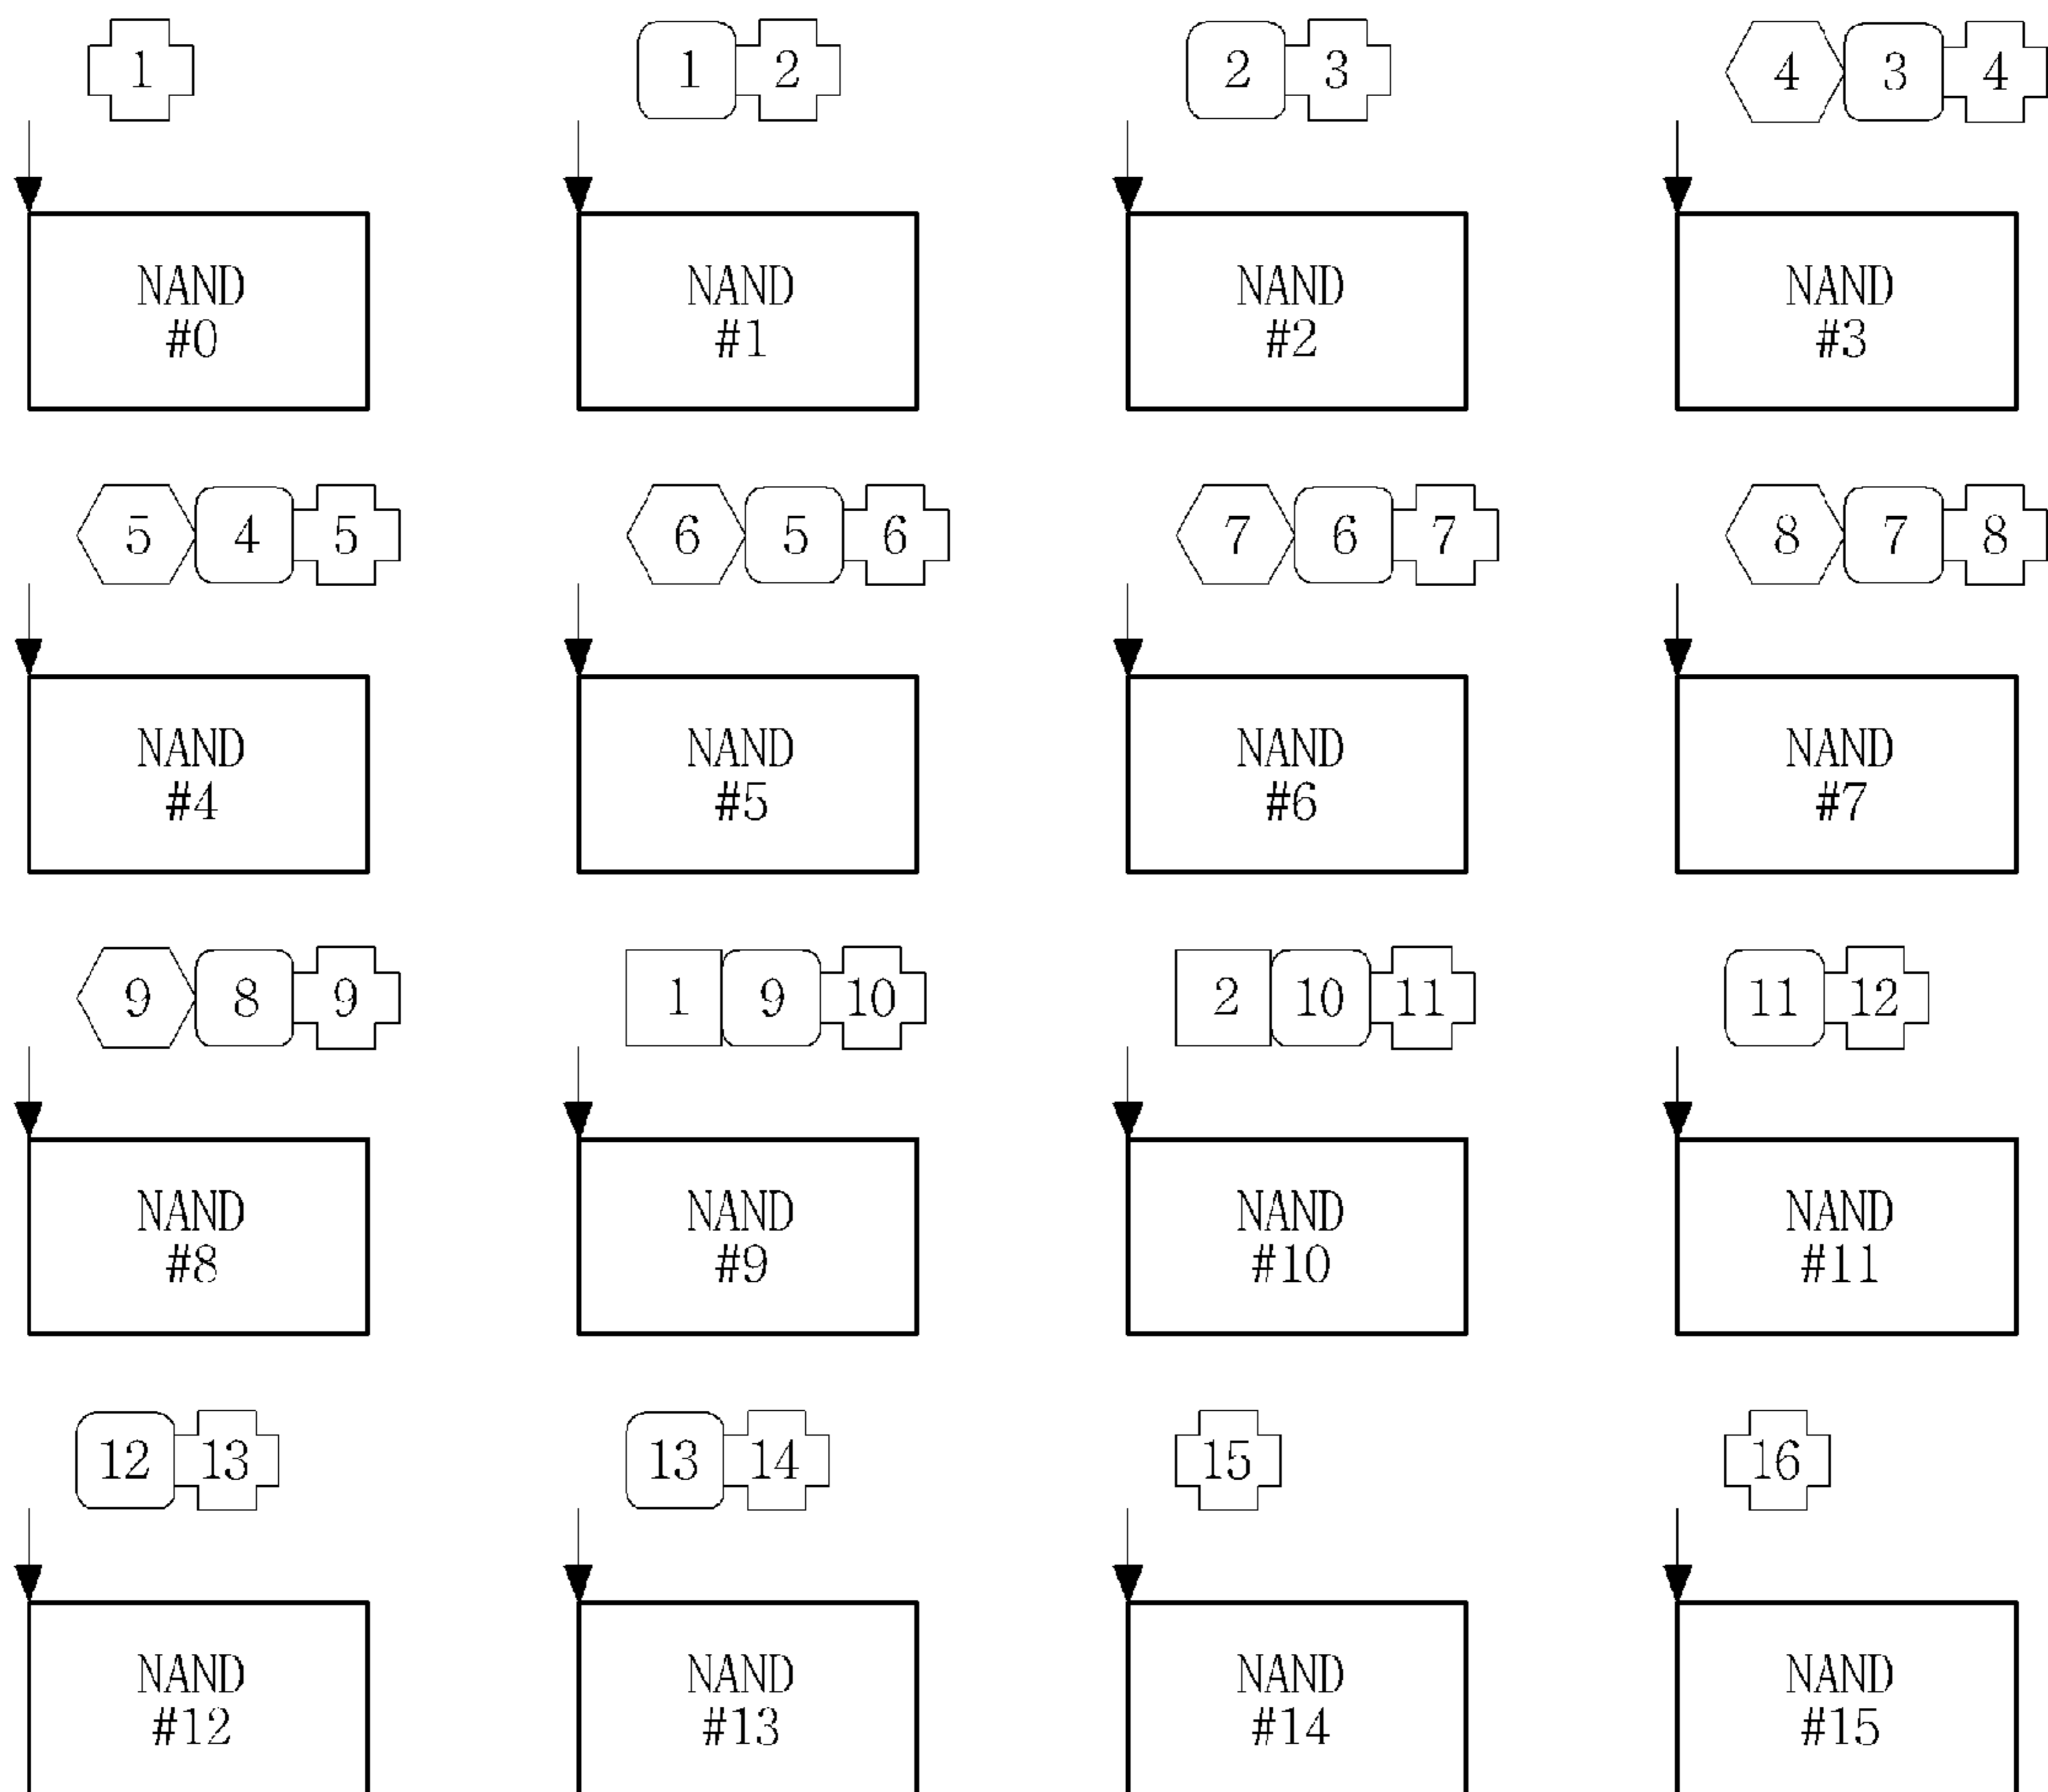 1
1 2
2 3
4 3 4
NAND
#0
NAND
#1
NAND
#2
NAND
#3
5 4 5
6 5 6
7 6 7
8 7 8
NAND
#4
NAND
#5
NAND
#6
NAND
#7
9 8 9
1 9 10
2 10 11
11 12
NAND
#8
NAND
#9
NAND
#10
NAND
#11
12 13
13 14
15
16
NAND
#12
NAND
#13
NAND
#14
NAND
#15